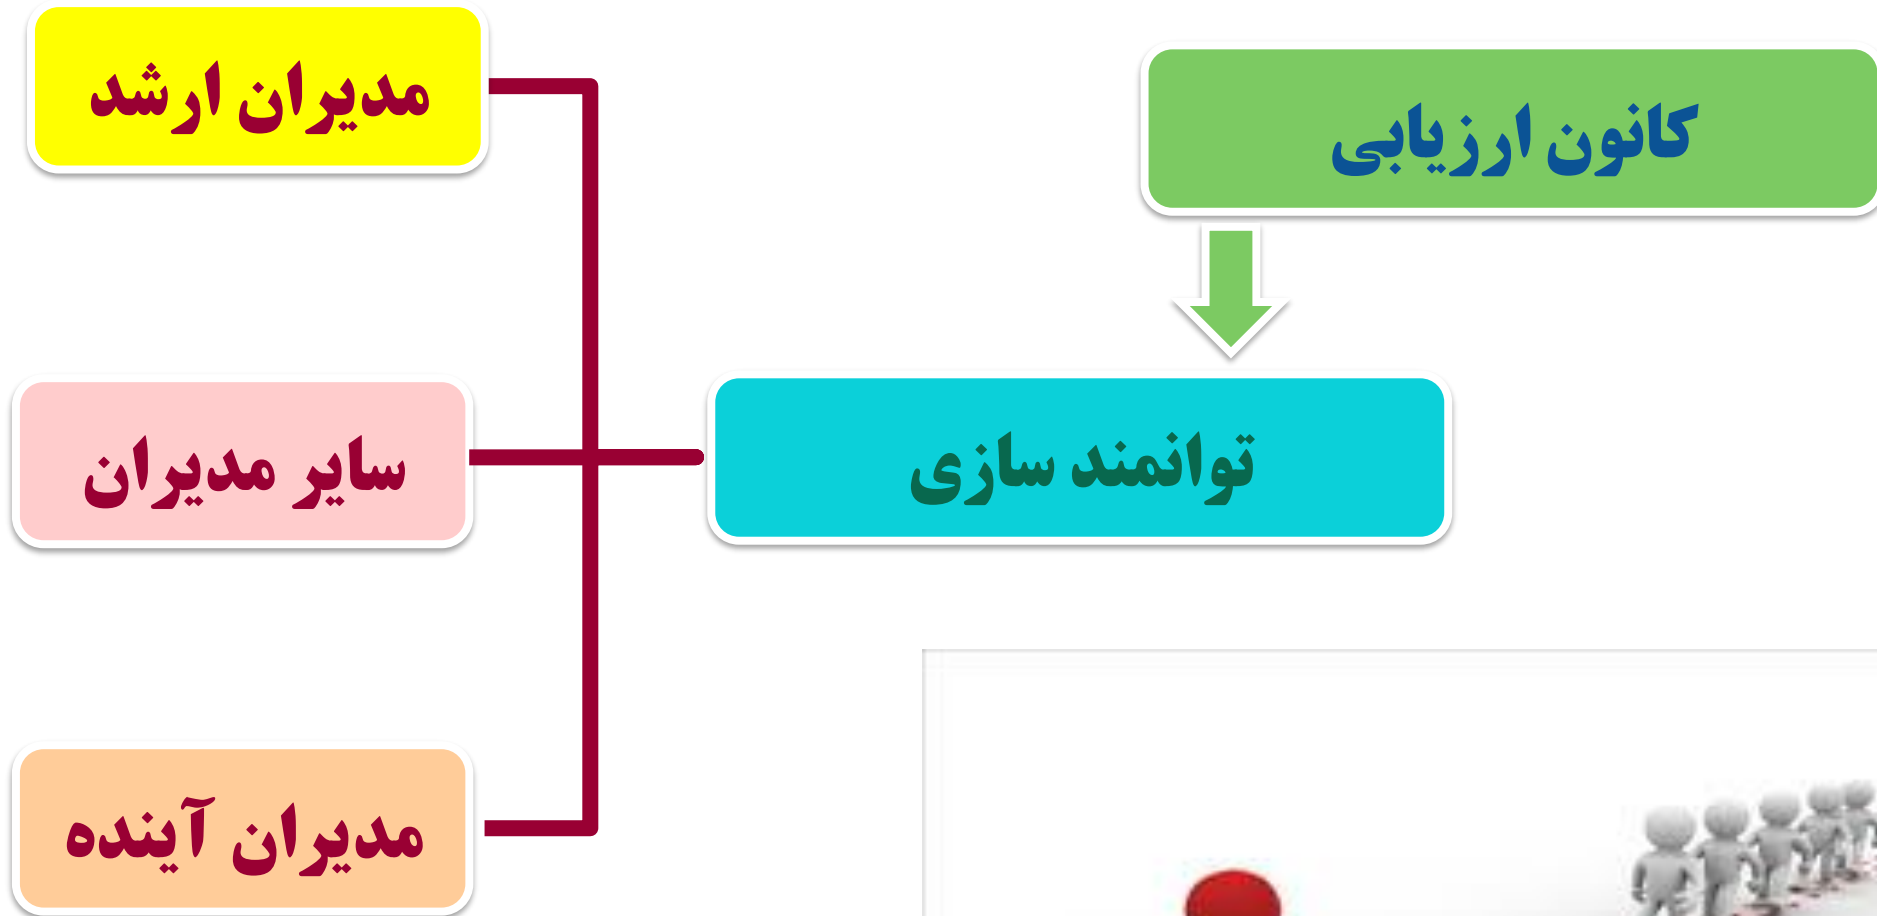 کانون ارزیابی
توانمند سازی
مدیران ارشد
سایر مدیران
مدیران آینده